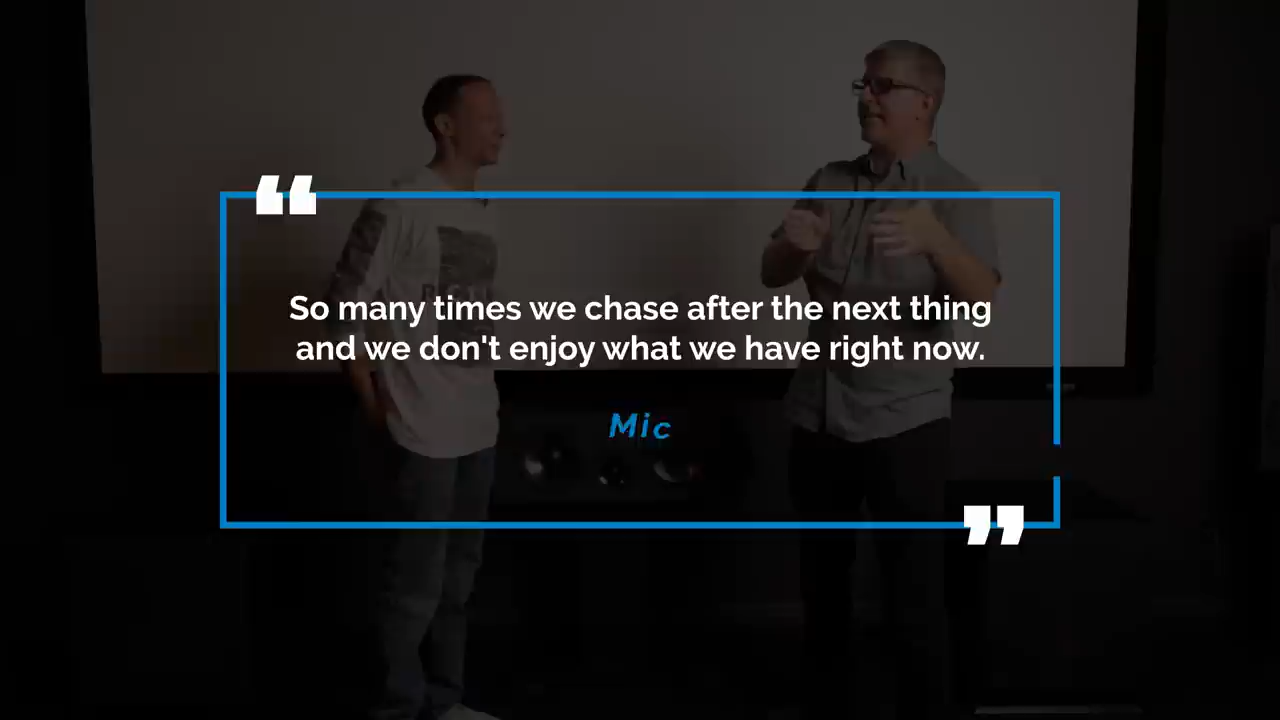 So many times we chase after the next thing
and we don't enjoy what we have right now.
Mic